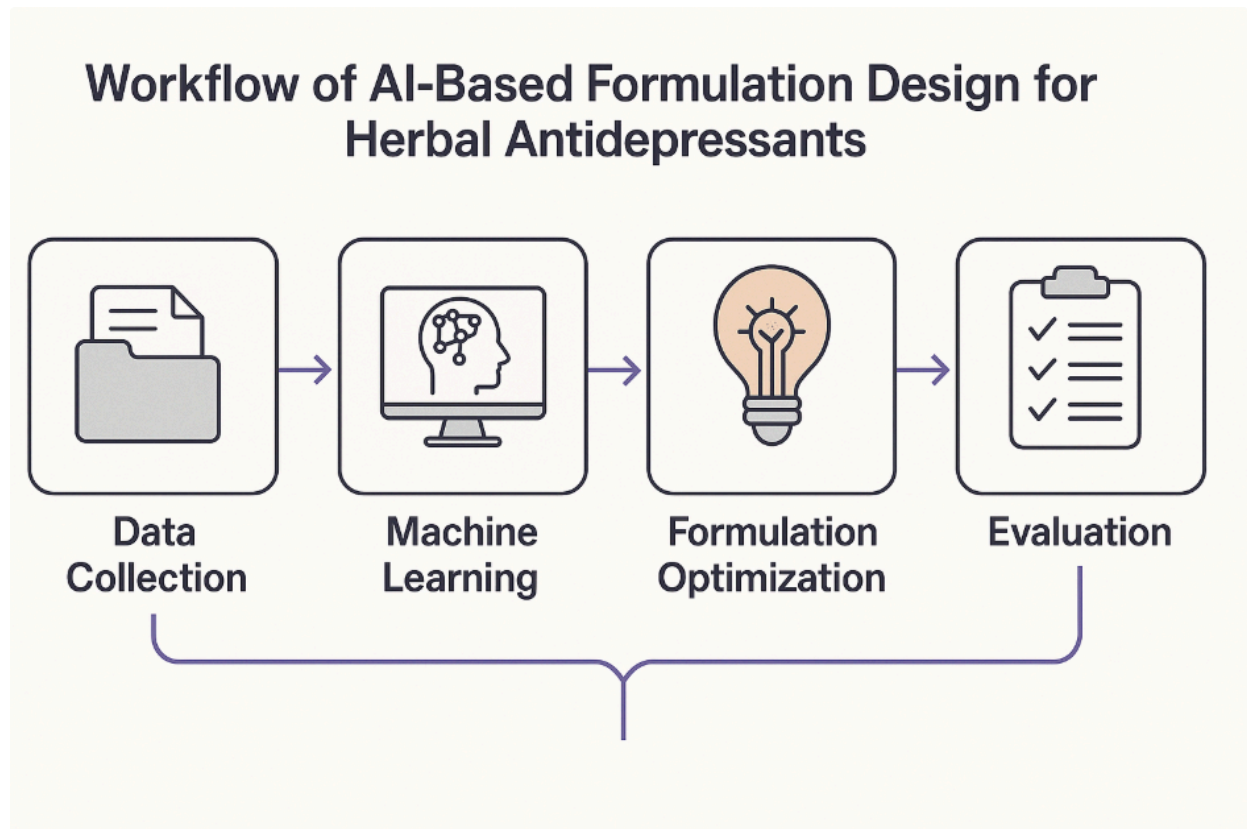 Workflow of AI-Based Formulation Design for
Herbal Antidepressants
Data
Collection
Machine
Learning
Formulation
Optimization
Evaluation